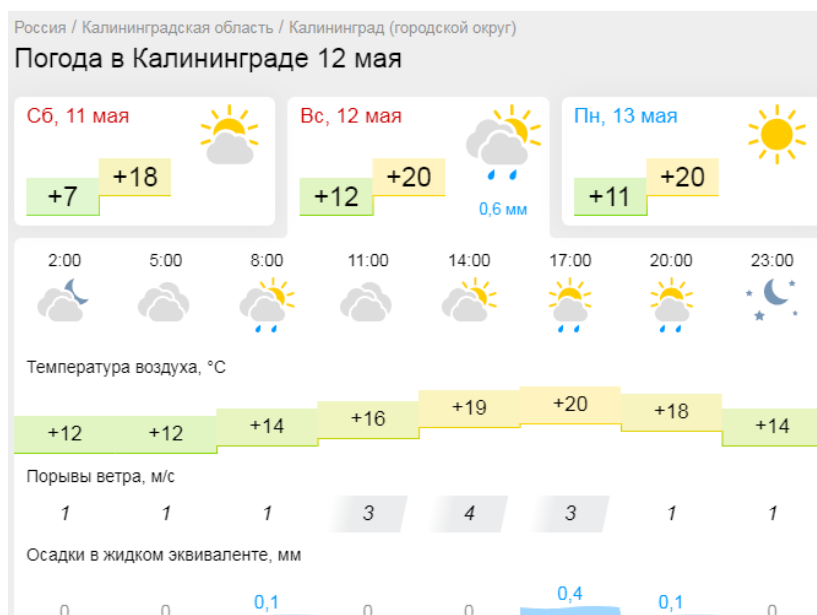 Россия / Калининградская область / Калининград (городской округ)
Погода в Калининграде 12 мая
Сб, 11 мая
+7 +18
Вс, 12 мая
+12 +20
0,6 мм
Пн, 13 мая
+11 +20
2:00 5:00 8:00 11:00 14:00 17:00 20:00 23:00
Температура воздуха, °C
+12 +12 +14 +16 +19 +20 +18 +14
Порывы ветра, м/с
1 1 1 3 4 3 1 1
Осадки в жидком эквиваленте, мм
0 0 0,1 0 0 0,4 0,1 0